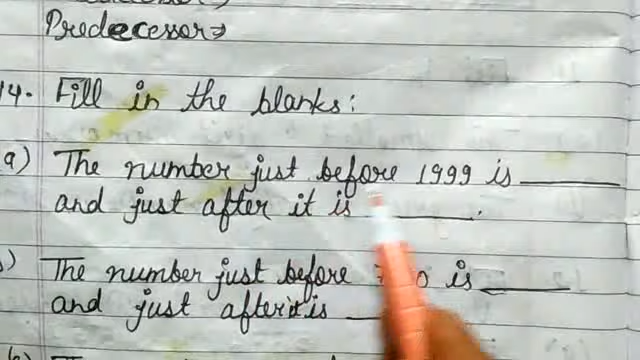 Predecessor⇒
14. Fill in the blanks:
a) The number just before 1999 is ______
and just after it is ______.
) The number just before is ______
and just after it is ___